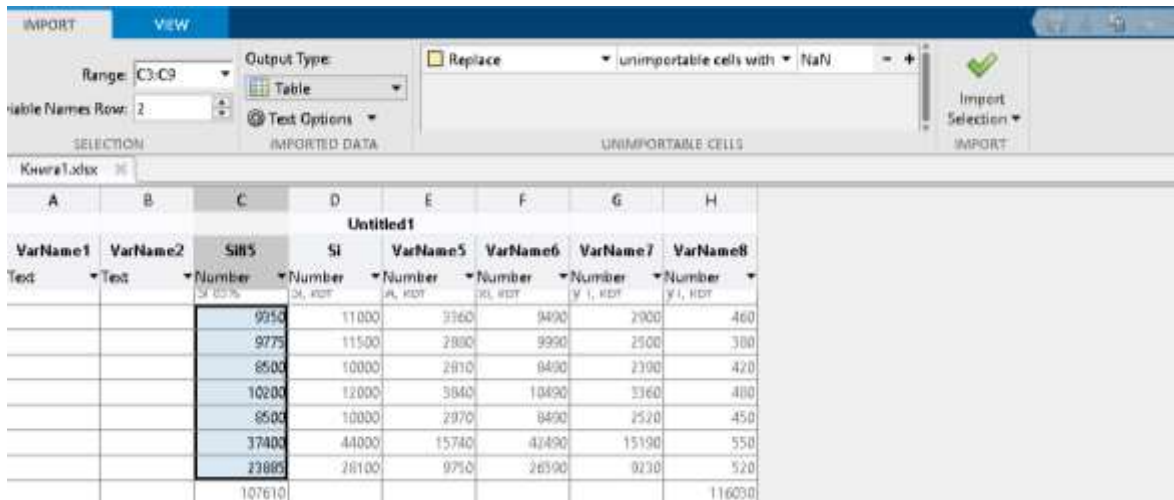 IMPORT VIEW
Range: C3:C9
iable Names Row: 2
SELECTION
Output Type:
Table
Text Options
IMPORTED DATA
Replace unimportable cells with NaN - +
UNIMPORTABLE CELLS
Import
Selection
IMPORT
Книга1.xlsx
A B C D E F G H
Untitled1
VarName1 VarName2 Si85 Si VarName5 VarName6 VarName7 VarName8
Text Text Number Number Number Number Number Number
9350 11000 3360 9490 2900 460
9775 11500 2880 9990 2500 380
8500 10000 2810 8490 2390 420
10200 12000 3840 10490 3360 480
8500 10000 2970 8490 2520 450
37400 44000 15740 42490 15190 550
23885 28100 9750 26590 9230 520
107610 116030